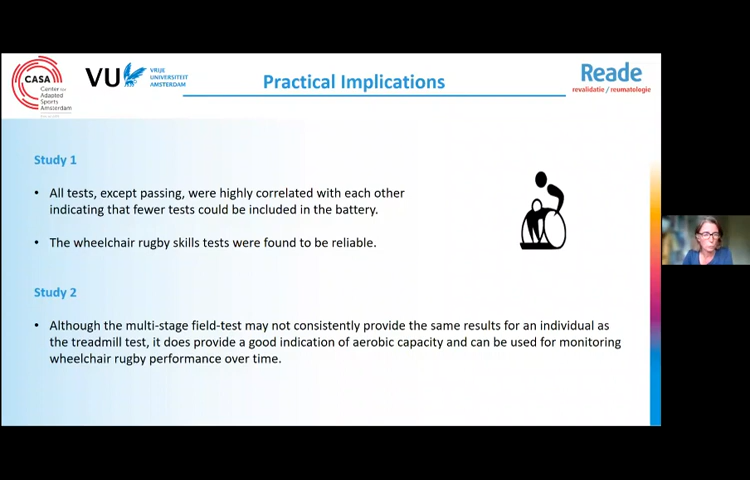 CASA
Center for
Adapted
Sports
Amsterdam
VU
VRIJE
UNIVERSITEIT
AMSTERDAM
Practical Implications
Reade
revalidatie / reumatologie
Study 1
• All tests, except passing, were highly correlated with each other
indicating that fewer tests could be included in the battery.
• The wheelchair rugby skills tests were found to be reliable.
Study 2
• Although the multi-stage field-test may not consistently provide the same results for an individual as
the treadmill test, it does provide a good indication of aerobic capacity and can be used for monitoring
wheelchair rugby performance over time.